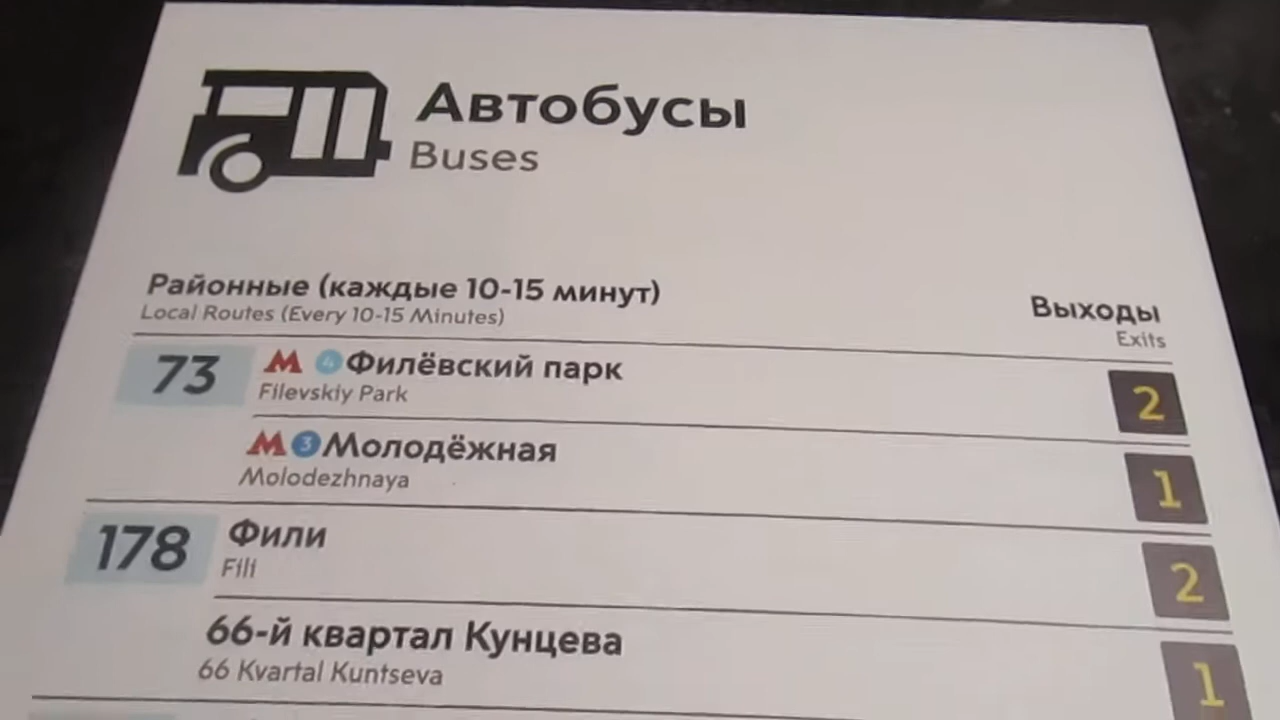 Автобусы
Buses
Районные (каждые 10-15 минут)
Local Routes (Every 10-15 Minutes)
Выходы
Exits
73 М 4 Филёвский парк 2
Filevskiy Park
М 3 Молодёжная 1
Molodezhnaya
178 Фили 2
Fili
66-й квартал Кунцева 1
66 Kvartal Kuntseva